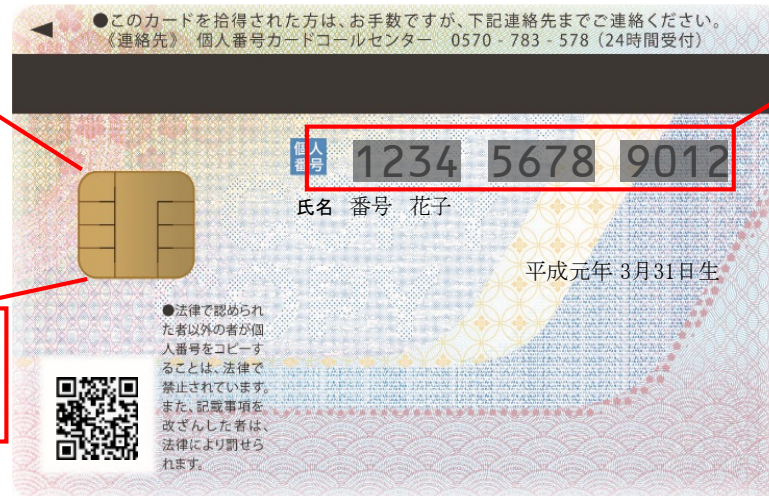 ●このカードを拾得された方は、お手数ですが、下記連絡先までご連絡ください。
《連絡先》 個人番号カードコールセンター 0570 - 783 - 578（24時間受付）
個人
番号
1234 5678 9012
氏名 番号 花子
平成元年 3月31日生
●法律で認められ
た者以外の者が個
人番号をコピーす
ることは、法律で
禁止されています。
また、記載事項を
改ざんした者は、
法律により罰せら
れます。